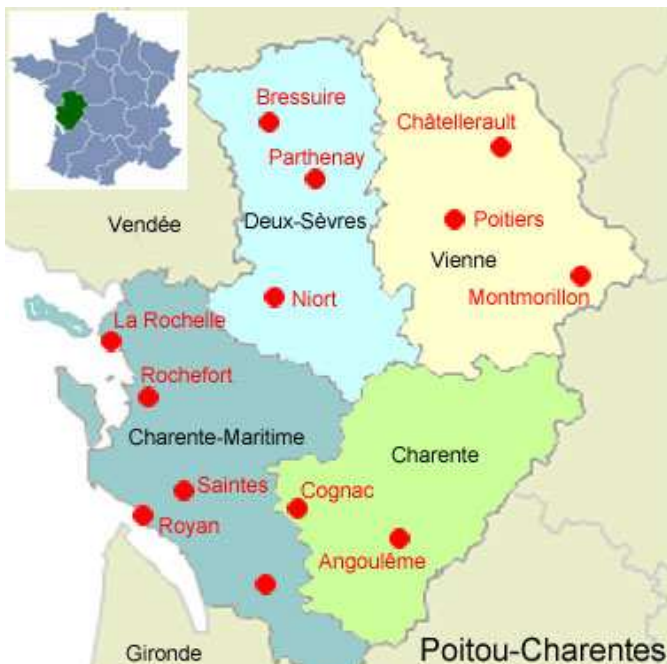 Bressuire
Châtellerault
Parthenay
Vendée
Deux-Sèvres
Poitiers
Vienne
Montmorillon
Niort
La Rochelle
Rochefort
Charente-Maritime
Charente
Saintes
Cognac
Royan
Angoulême
Gironde
Poitou-Charentes